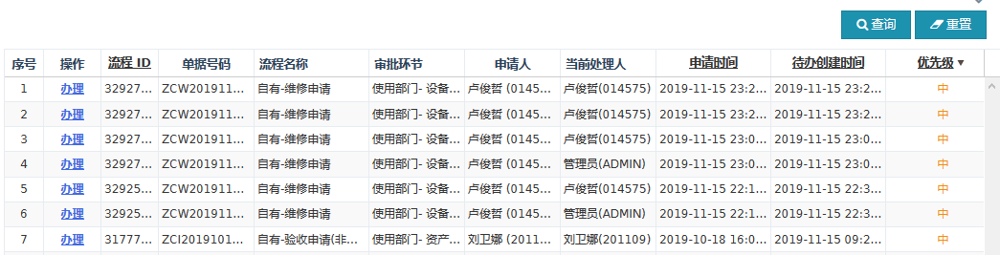 查询 重置
序号 操作 流程 ID 单据号码 流程名称 审批环节 申请人 当前处理人 申请时间 待办创建时间 优先级▼
1 办理 32927... ZCW201911... 自有-维修申请 使用部门- 设备... 卢俊哲 (0145... 卢俊哲(014575) 2019-11-15 23:2... 2019-11-15 23:2... 中
2 办理 32927... ZCW201911... 自有-维修申请 使用部门- 设备... 卢俊哲 (0145... 卢俊哲(014575) 2019-11-15 23:2... 2019-11-15 23:2... 中
3 办理 32927... ZCW201911... 自有-维修申请 使用部门- 设备... 卢俊哲 (0145... 卢俊哲(014575) 2019-11-15 23:0... 2019-11-15 23:0... 中
4 办理 32927... ZCW201911... 自有-维修申请 使用部门- 设备... 卢俊哲 (0145... 管理员(ADMIN) 2019-11-15 23:0... 2019-11-15 23:0... 中
5 办理 32925... ZCW201911... 自有-维修申请 使用部门- 设备... 卢俊哲 (0145... 卢俊哲(014575) 2019-11-15 22:1... 2019-11-15 22:3... 中
6 办理 32925... ZCW201911... 自有-维修申请 使用部门- 设备... 卢俊哲 (0145... 管理员(ADMIN) 2019-11-15 22:1... 2019-11-15 22:3... 中
7 办理 31777... ZCI2019101... 自有-验收申请(非... 使用部门- 资产... 刘卫娜 (2011... 刘卫娜(201109) 2019-10-18 16:0... 2019-11-15 09:2... 中